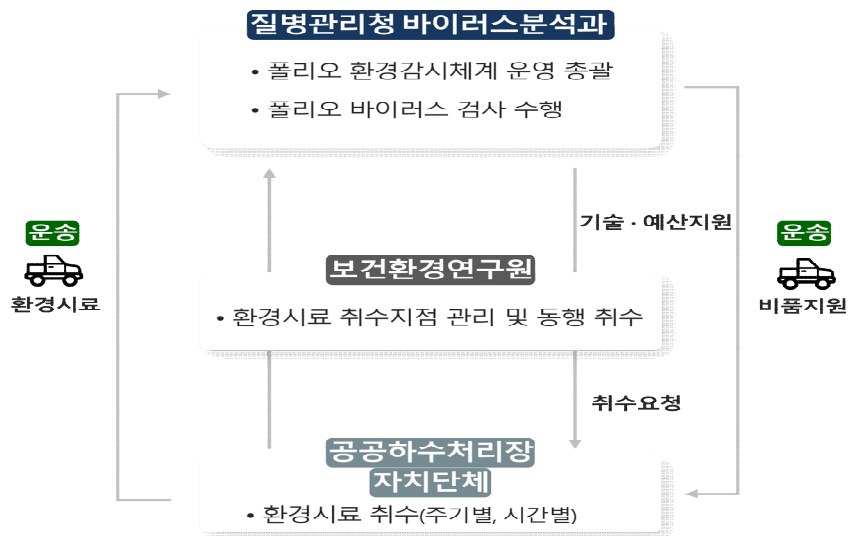 질병관리청 바이러스분석과
• 폴리오 환경감시체계 운영 총괄
• 폴리오 바이러스 검사 수행
기술 · 예산지원
운송
환경시료
운송
비품지원
보건환경연구원
• 환경시료 취수지점 관리 및 동행 취수
취수요청
공공하수처리장
자치단체
• 환경시료 취수(주기별, 시간별)